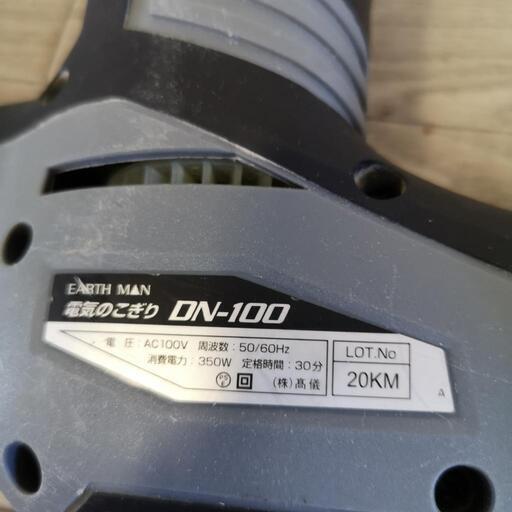 EARTH MAN
電気のこぎり DN-100
電 圧：AC100V 周波数：50/60Hz
消費電力：350W 定格時間：30分
(株)髙儀
LOT.No
20KM
A